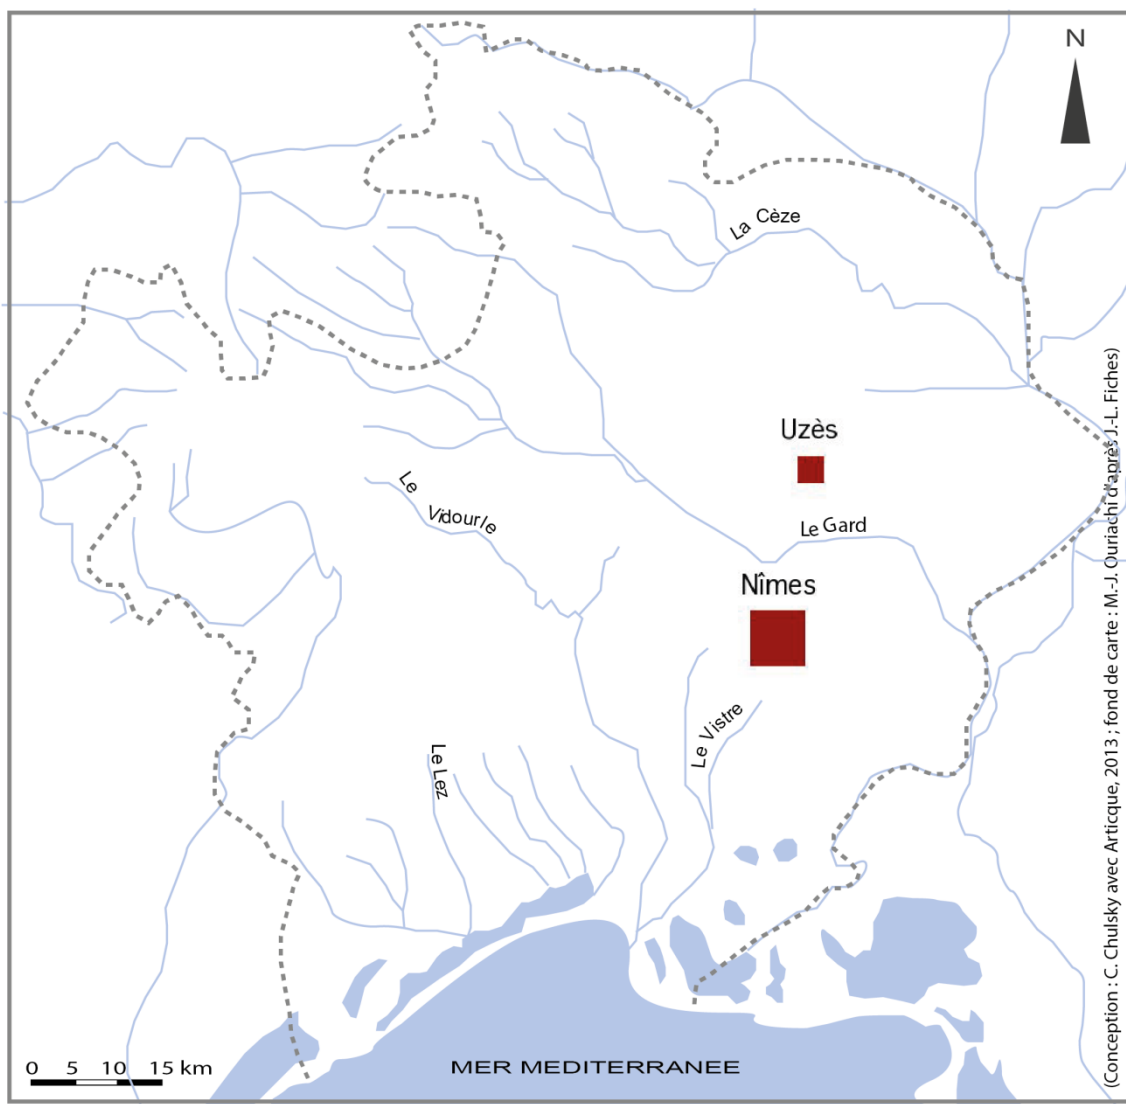 N
La Cèze
Uzès
Le
Vidourle
Le Gard
Nîmes
Le Vistre
Le Lez
0 5 10 15 km
MER MEDITERRANEE
(Conception : C. Chulsky avec Articque, 2013 ; fond de carte : M.-J. Ouriachi d'après J.-L. Fiches)